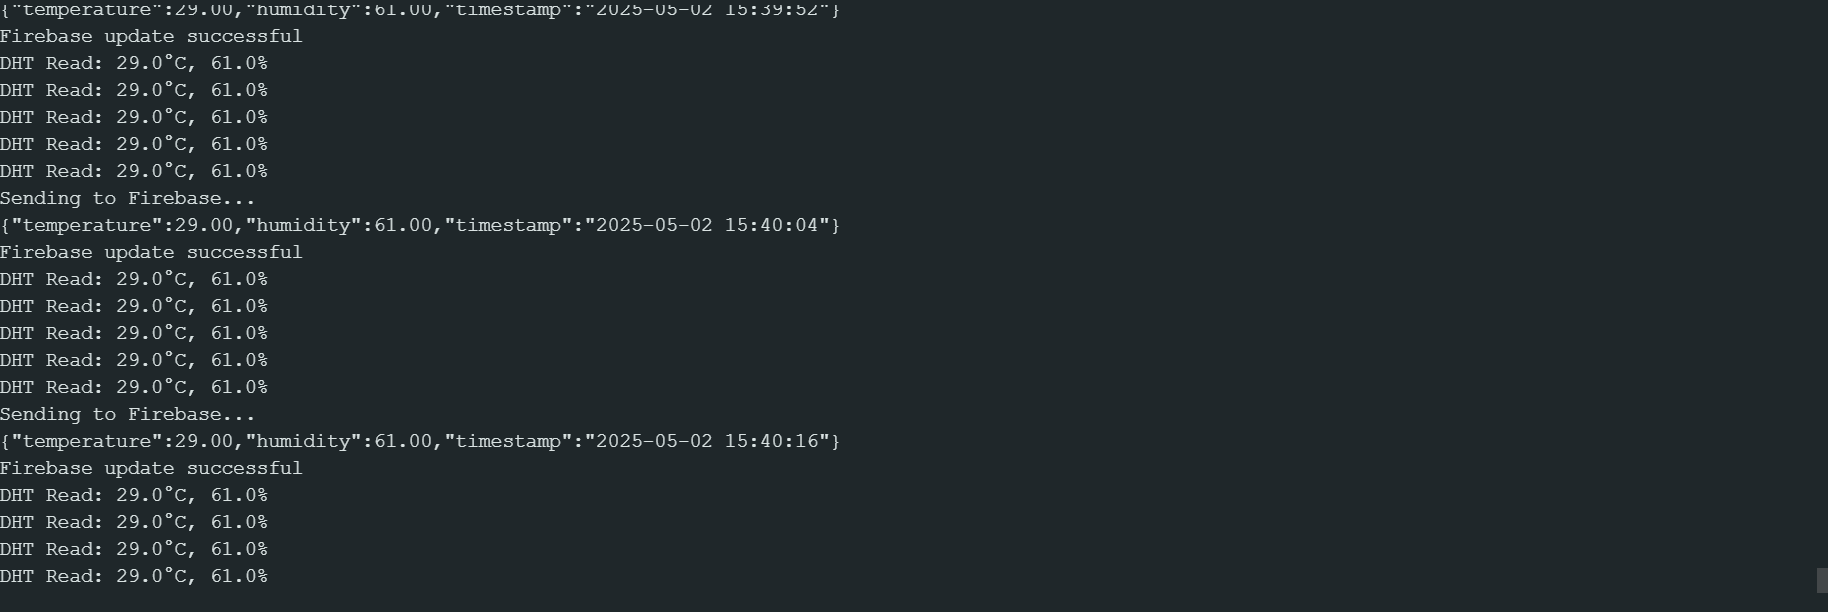 {"temperature":29.00,"humidity":61.00,"timestamp":"2025-05-02 15:39:52"}
Firebase update successful
DHT Read: 29.0°C, 61.0%
DHT Read: 29.0°C, 61.0%
DHT Read: 29.0°C, 61.0%
DHT Read: 29.0°C, 61.0%
DHT Read: 29.0°C, 61.0%
Sending to Firebase...
{"temperature":29.00,"humidity":61.00,"timestamp":"2025-05-02 15:40:04"}
Firebase update successful
DHT Read: 29.0°C, 61.0%
DHT Read: 29.0°C, 61.0%
DHT Read: 29.0°C, 61.0%
DHT Read: 29.0°C, 61.0%
DHT Read: 29.0°C, 61.0%
Sending to Firebase...
{"temperature":29.00,"humidity":61.00,"timestamp":"2025-05-02 15:40:16"}
Firebase update successful
DHT Read: 29.0°C, 61.0%
DHT Read: 29.0°C, 61.0%
DHT Read: 29.0°C, 61.0%
DHT Read: 29.0°C, 61.0%